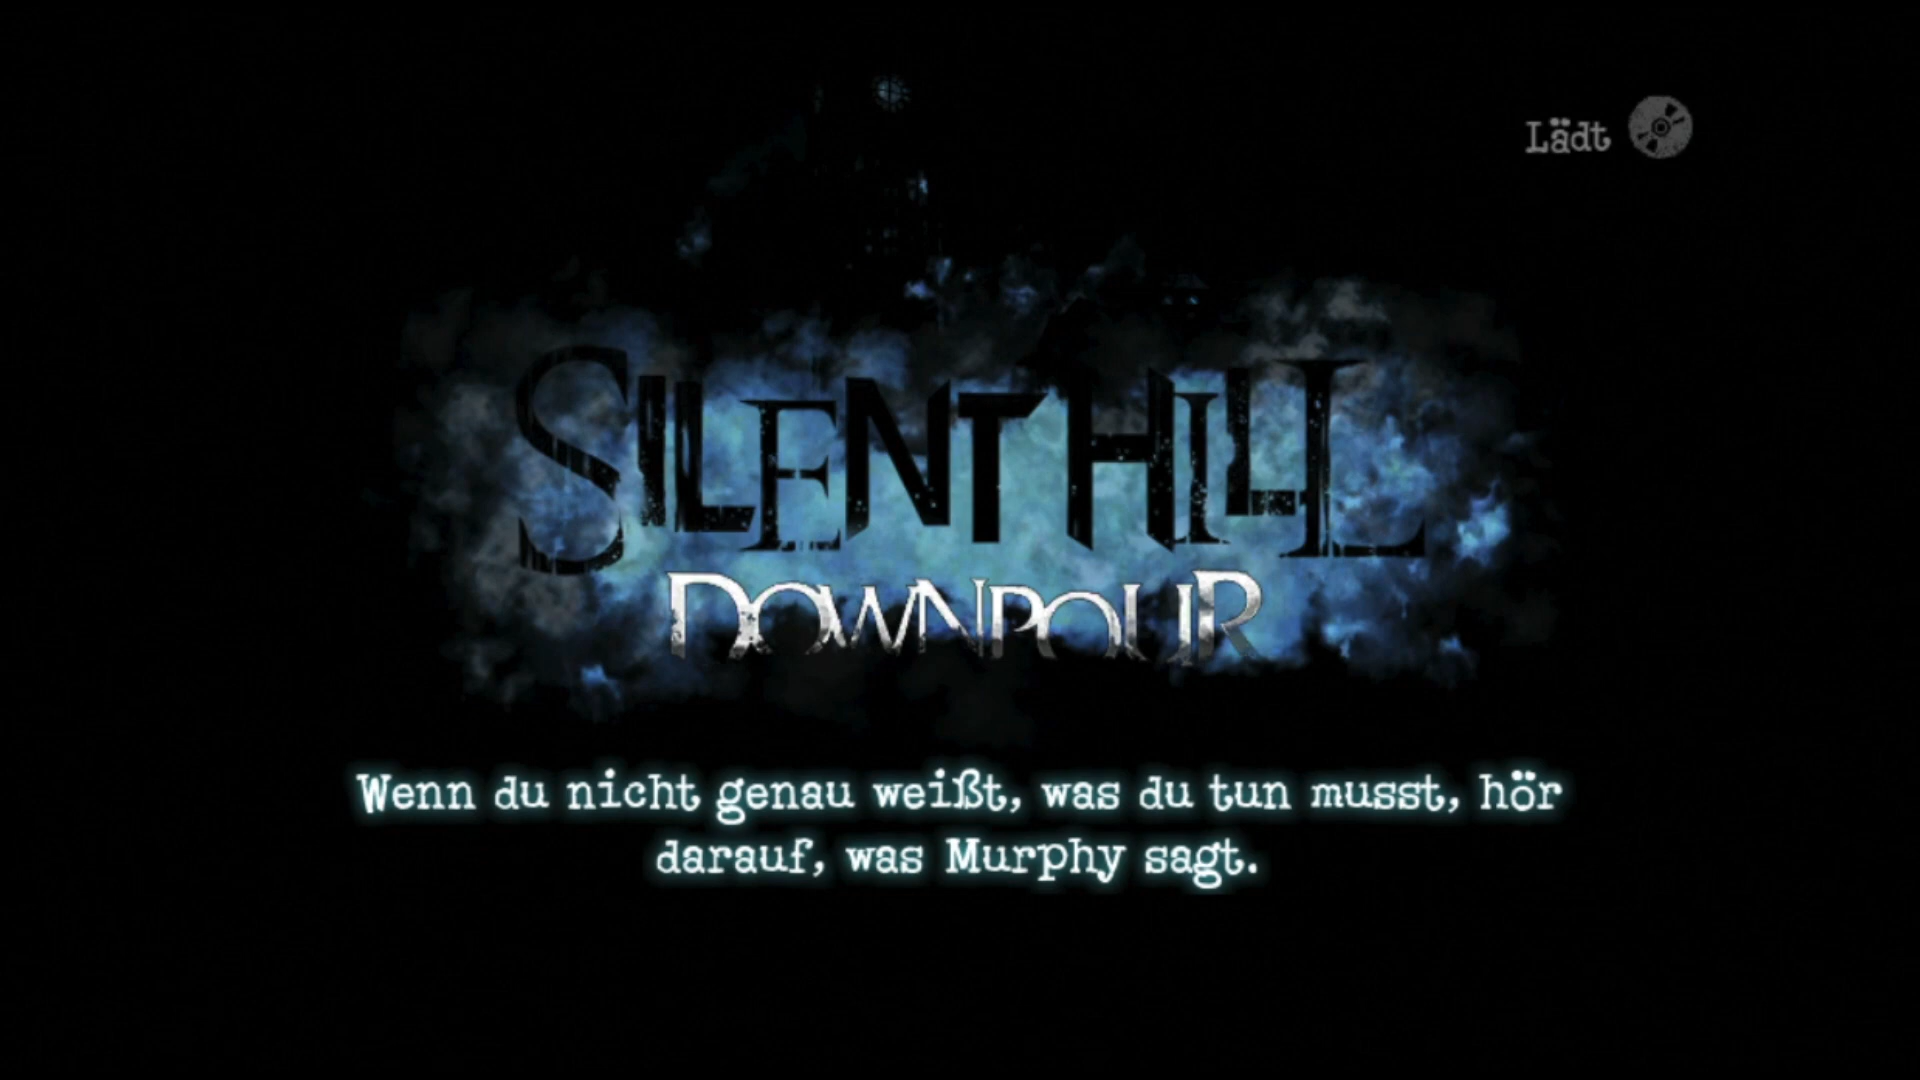 Lädt
SILENT HILL
DOWNPOUR
Wenn du nicht genau weißt, was du tun musst, hör
darauf, was Murphy sagt.